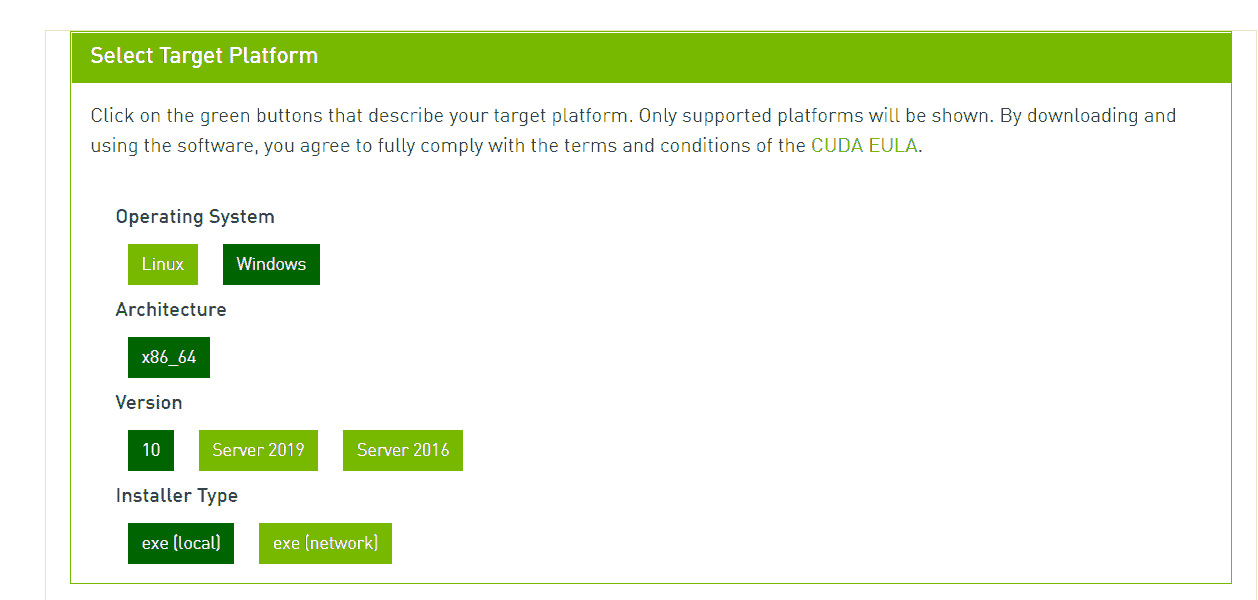 Select Target Platform
Click on the green buttons that describe your target platform. Only supported platforms will be shown. By downloading and
using the software, you agree to fully comply with the terms and conditions of the CUDA EULA.
Operating System
Linux Windows
Architecture
x86_64
Version
10 Server 2019 Server 2016
Installer Type
exe (local) exe (network)